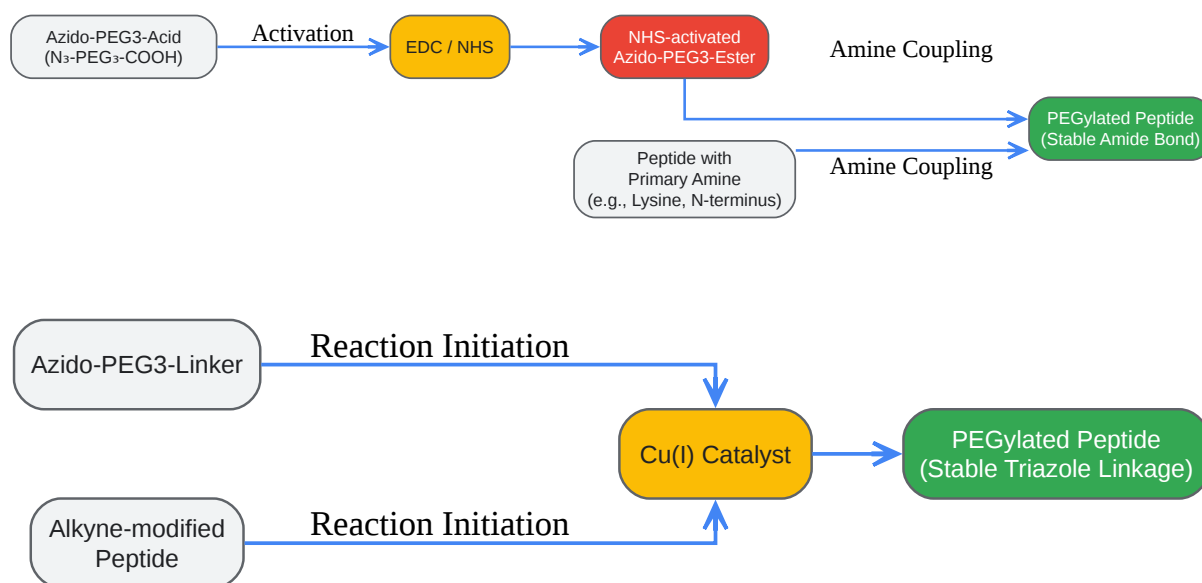 Azido-PEG3-Acid
(N₃-PEG₃-COOH)
Activation
EDC / NHS
NHS-activated
Azido-PEG3-Ester
Amine Coupling
PEGylated Peptide
(Stable Amide Bond)
Peptide with
Primary Amine
(e.g., Lysine, N-terminus)
Amine Coupling
Azido-PEG3-Linker
Reaction Initiation
Cu(I) Catalyst
PEGylated Peptide
(Stable Triazole Linkage)
Alkyne-modified
Peptide
Reaction Initiation